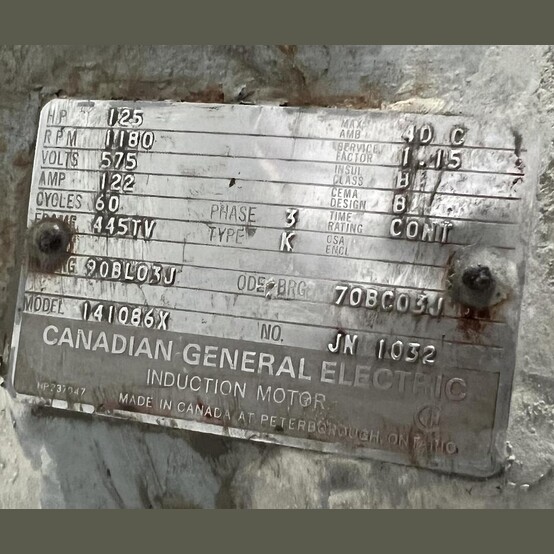 HP 125 MAX AMB 40 C
RPM 1180 SERVICE FACTOR 1.15
VOLTS 575 INSUL CLASS B
AMP 122 CEMA DESIGN B
CYCLES 60 PHASE 3 TIME RATING CONT
FRAME 445TV TYPE K CSA ENCL
90BL03J ODE BRG 70BC03J
MODEL 141086X NO. JN 1032
CANADIAN GENERAL ELECTRIC
INDUCTION MOTOR
NP237047 MADE IN CANADA AT PETERBOROUGH, ONTARIO